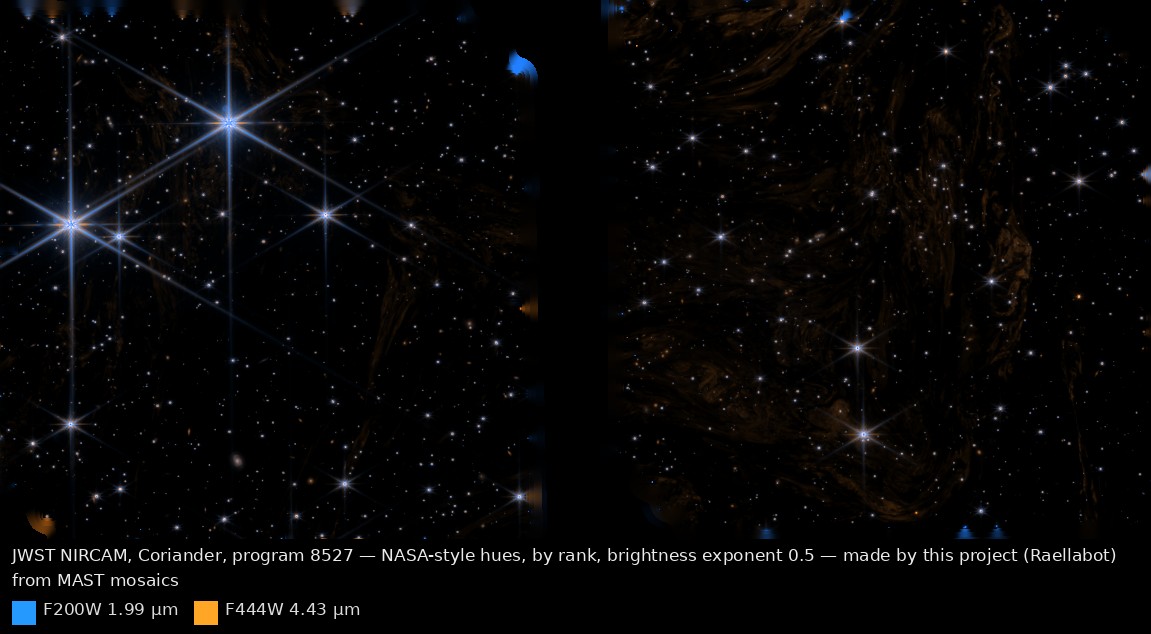 JWST NIRCAM, Coriander, program 8527 — NASA-style hues, by rank, brightness exponent 0.5 — made by this project (Raellabot)
from MAST mosaics
F200W 1.99 μm F444W 4.43 μm